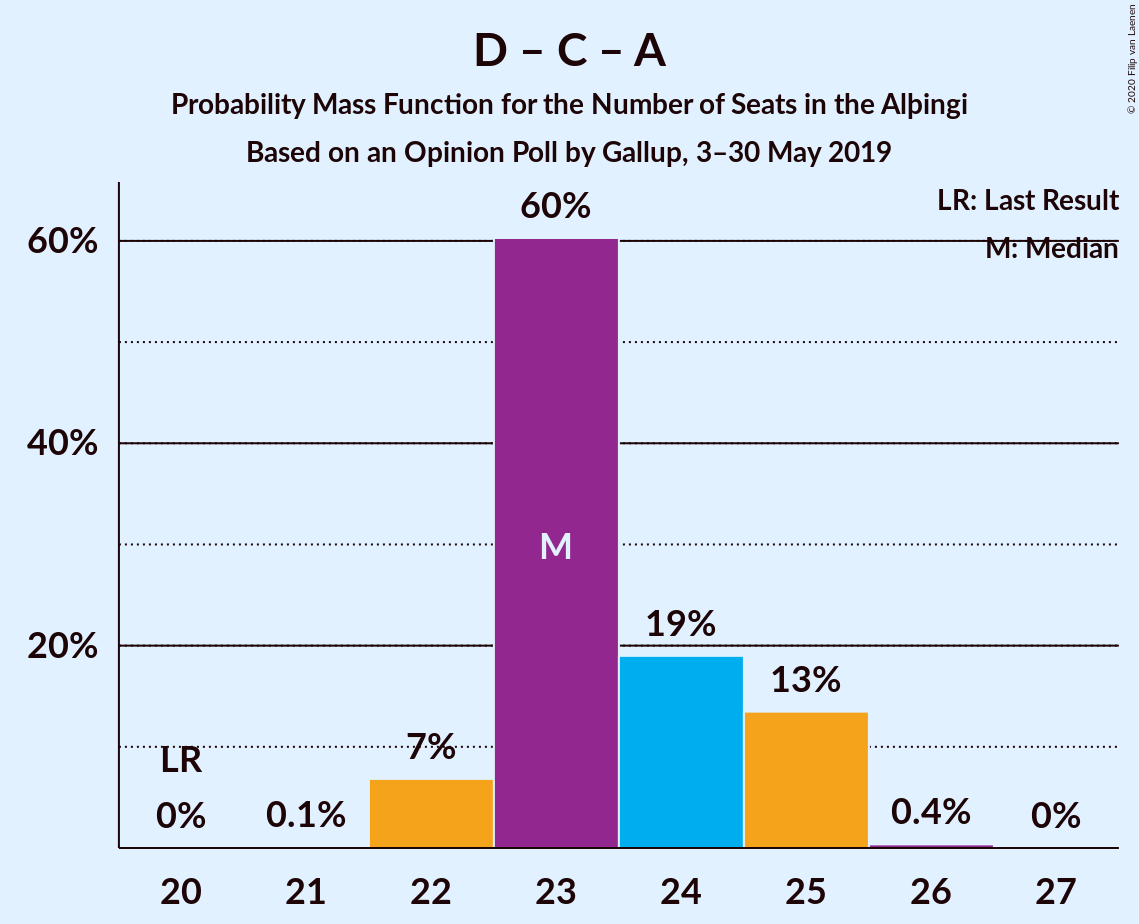 D – C – A
Probability Mass Function for the Number of Seats in the Alþingi
Based on an Opinion Poll by Gallup, 3–30 May 2019
© 2020 Filip van Laenen
LR: Last Result
M: Median
60%
40%
20%
LR
0%
0.1%
7%
60%
M
19%
13%
0.4%
0%
20
21
22
23
24
25
26
27